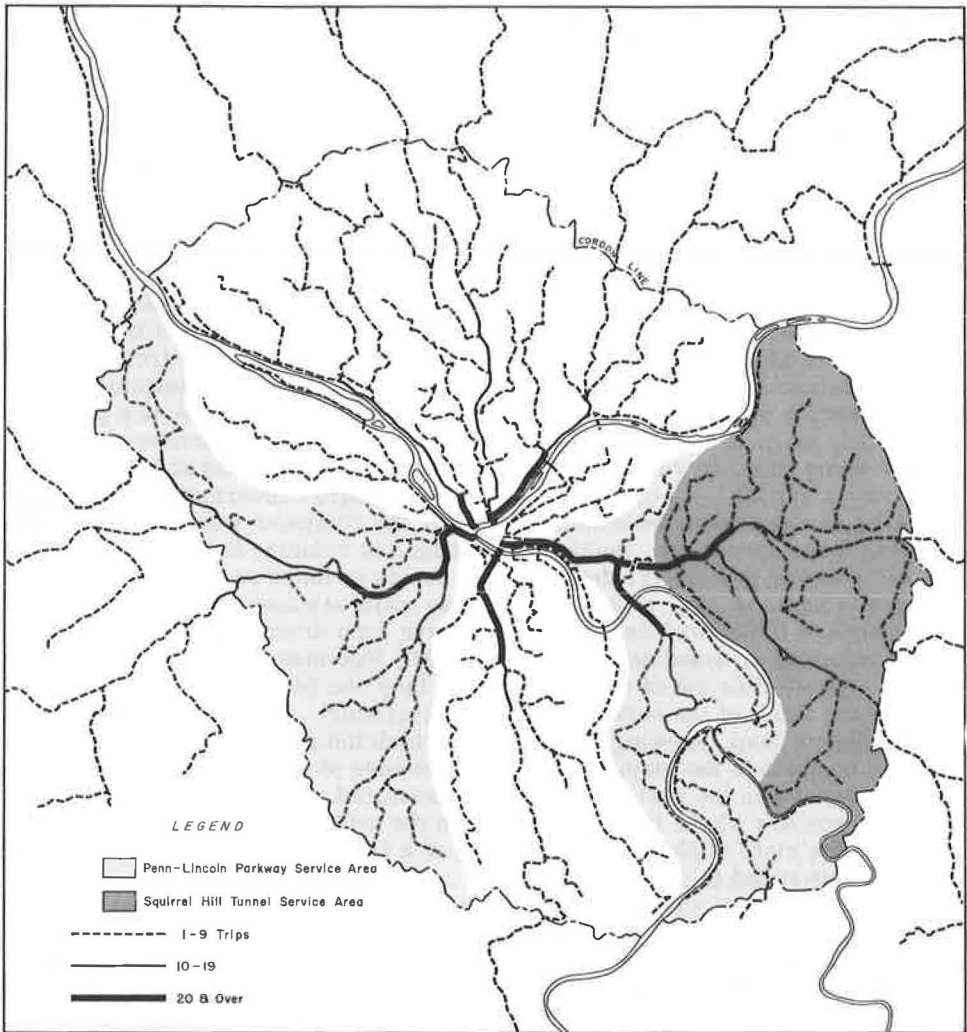 CORDON LINE
LEGEND
Penn-Lincoln Parkway Service Area
Squirrel Hill Tunnel Service Area
1-9 Trips
10-19
20 & Over